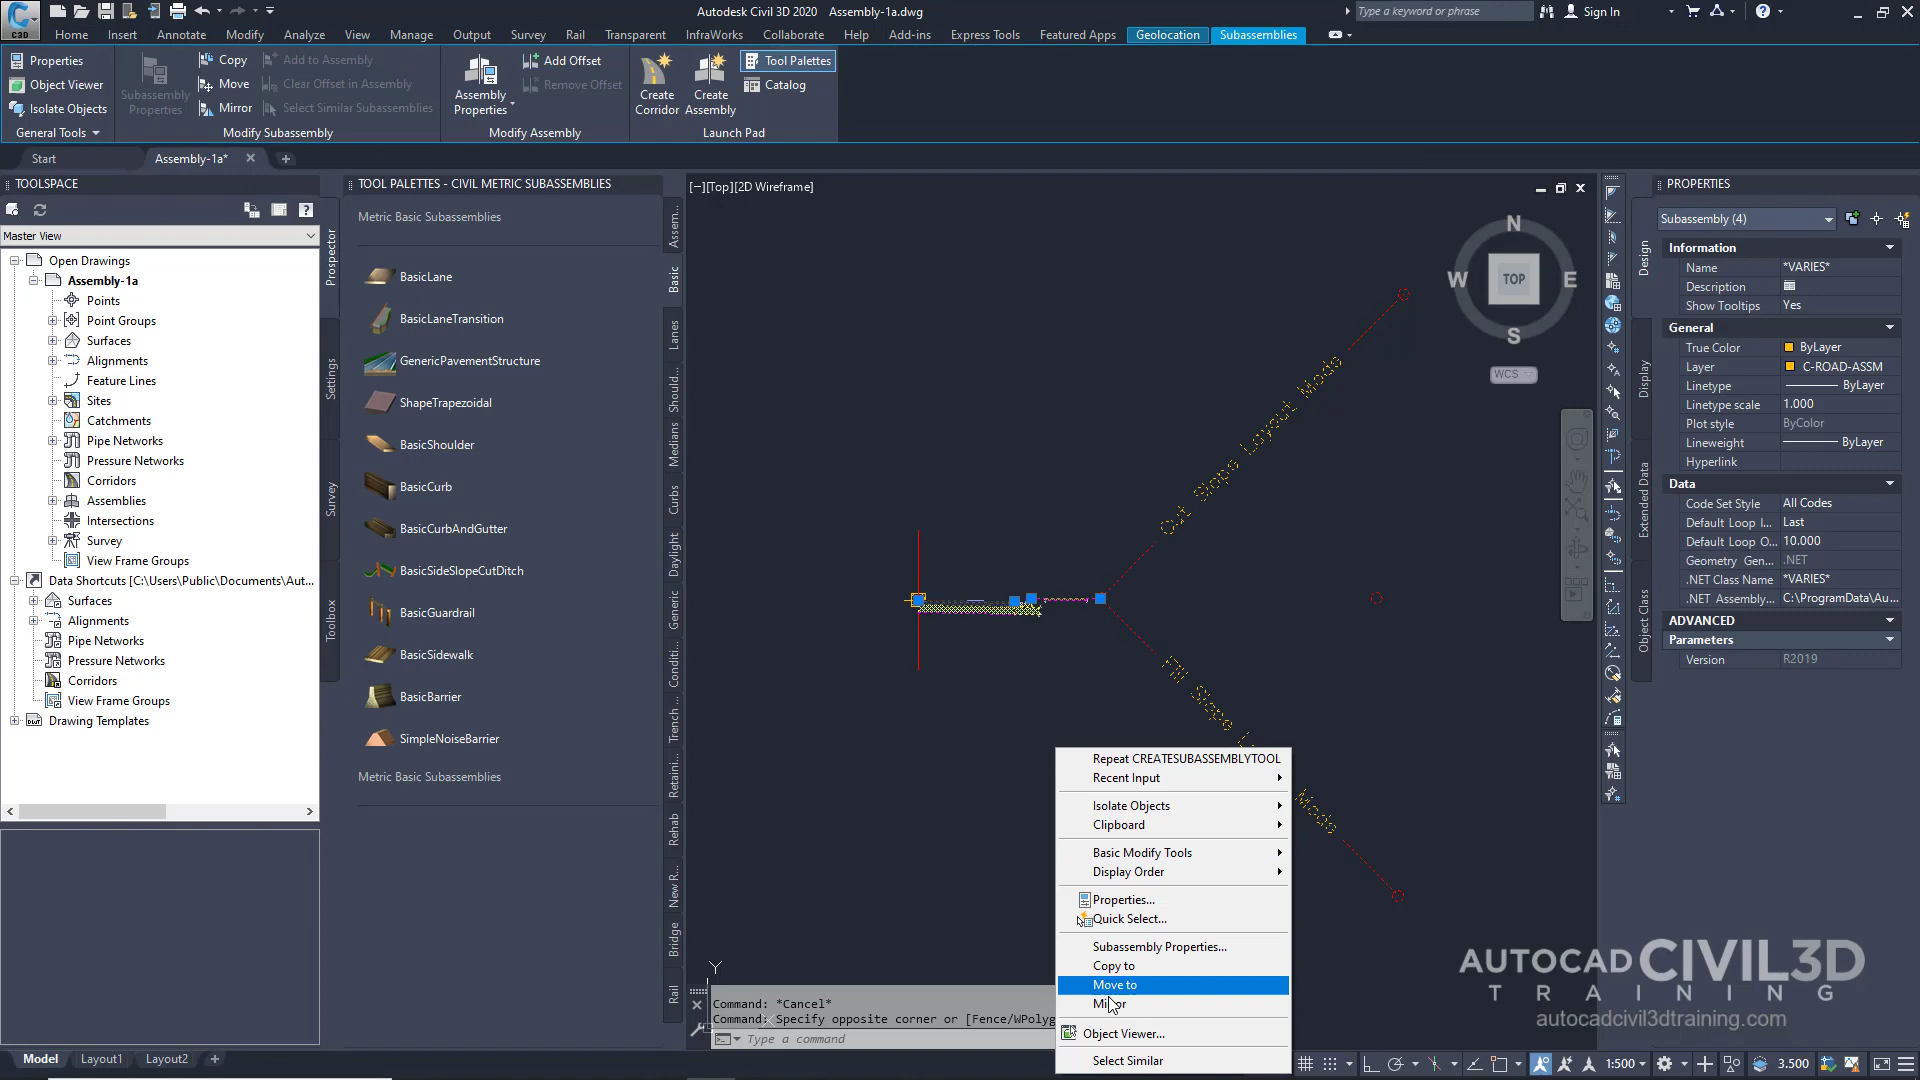 Autodesk Civil 3D 2020 Assembly-1a.dwg
Type a keyword or phrase
Sign In
C3D
Home Insert Annotate Modify Analyze View Manage Output Survey Rail Transparent InfraWorks Collaborate Help Add-ins Express Tools Featured Apps Geolocation Subassemblies
Properties
Object Viewer
Isolate Objects
General Tools
Subassembly
Properties
Copy
Move
Mirror
Add to Assembly
Clear Offset in Assembly
Select Similar Subassemblies
Modify Subassembly
Assembly
Properties
Add Offset
Remove Offset
Modify Assembly
Create
Corridor
Create
Assembly
Tool Palettes
Catalog
Launch Pad
Start
Assembly-1a*
TOOLSPACE
Master View
Open Drawings
Assembly-1a
Points
Point Groups
Surfaces
Alignments
Feature Lines
Sites
Catchments
Pipe Networks
Pressure Networks
Corridors
Assemblies
Intersections
Survey
View Frame Groups
Data Shortcuts [C:\Users\Public\Documents\Aut...
Surfaces
Alignments
Pipe Networks
Pressure Networks
Corridors
View Frame Groups
Drawing Templates
Prospector
Settings
Survey
Toolbox
TOOL PALETTES - CIVIL METRIC SUBASSEMBLIES
Metric Basic Subassemblies
BasicLane
BasicLaneTransition
GenericPavementStructure
ShapeTrapezoidal
BasicShoulder
BasicCurb
BasicCurbAndGutter
BasicSideSlopeCutDitch
BasicGuardrail
BasicSidewalk
BasicBarrier
SimpleNoiseBarrier
Metric Basic Subassemblies
Assem...
Basic
Lanes
Should...
Medians
Curbs
Daylight
Generic
Conditi...
Trench ...
Retaini...
Rehab
New R...
Bridge
Rail
[−][Top][2D Wireframe]
N
W TOP E
S
WCS
Cut Slope Layout Mode
Fill Slope
Mode
Y
Repeat CREATESUBASSEMBLYTOOL
Recent Input
Isolate Objects
Clipboard
Basic Modify Tools
Display Order
Properties...
Quick Select...
Subassembly Properties...
Copy to
Move to
Object Viewer...
Select Similar
Command: *Cancel*
Command: Specify opposite corner or [Fence/WPolyg
Type a command
PROPERTIES
Subassembly (4)
Information
Name *VARIES*
Description
Show Tooltips Yes
General
True Color ByLayer
Layer C-ROAD-ASSM
Linetype ByLayer
Linetype scale 1.000
Plot style ByColor
Lineweight ByLayer
Hyperlink
Data
Code Set Style All Codes
Default Loop I... Last
Default Loop O... 10.000
Geometry Gen... .NET
.NET Class Name *VARIES*
.NET Assembly... C:\ProgramData\Au...
ADVANCED
Parameters
Version R2019
Design
Display
Extended Data
Object Class
AUTOCAD CIVIL3D
TRAINING
autocadcivil3dtraining.com
Model Layout1 Layout2
1:500
3.500